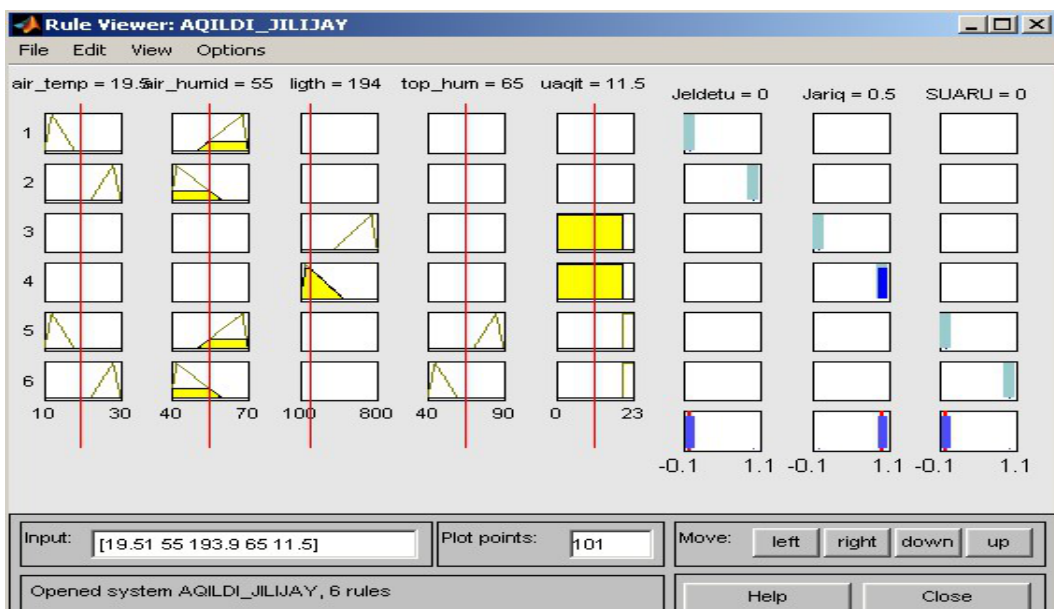 Rule Viewer: AQILDI_JILIJAY
File Edit View Options
air_temp = 19.5 air_humid = 55 ligth = 194 top_hum = 65 uaqit = 11.5 Jeldetu = 0 Jariq = 0.5 SUARU = 0
1
2
3
4
5
6
10 30 40 70 100 800 40 90 0 23
-0.1 1.1 -0.1 1.1 -0.1 1.1
Input: [19.51 55 193.9 65 11.5] Plot points: 101 Move: left right down up
Opened system AQILDI_JILIJAY, 6 rules Help Close